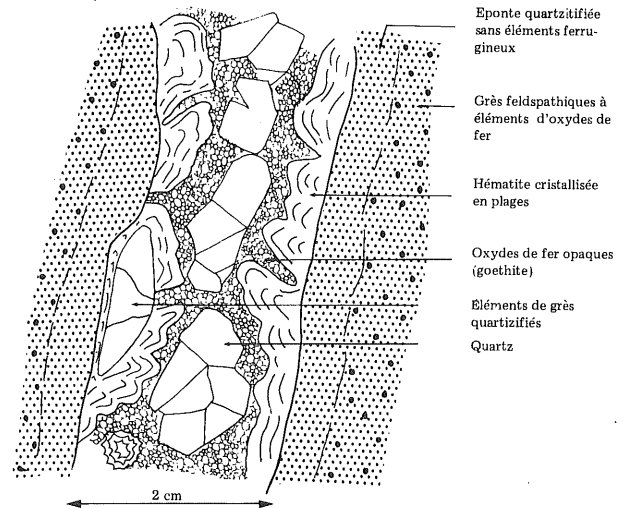 Eponte quartzitifiée
sans éléments ferru-
gineux
Grès feldspathiques à
éléments d'oxydes de
fer
Hématite cristallisée
en plages
Oxydes de fer opaques
(goethite)
Éléments de grès
quartizifiés
Quartz
2 cm